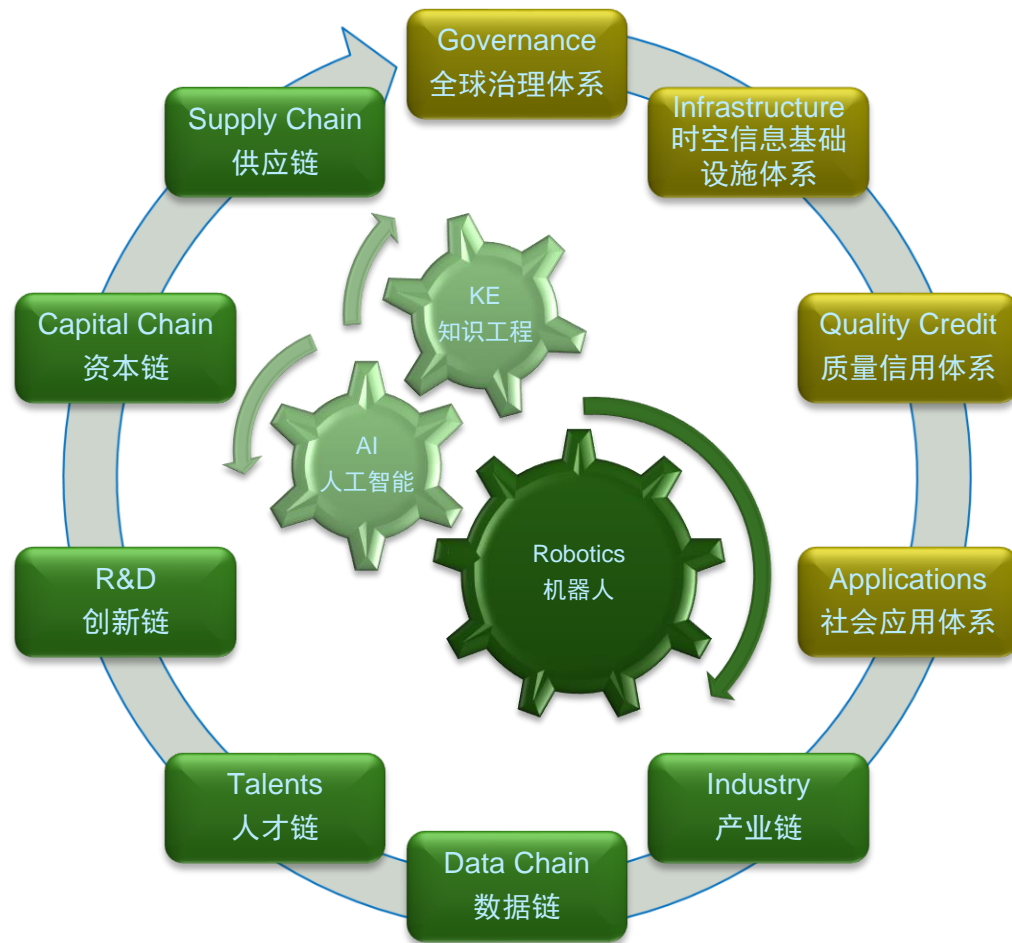 Governance
全球治理体系
Infrastructure
时空信息基础
设施体系
Quality Credit
质量信用体系
Applications
社会应用体系
Industry
产业链
Data Chain
数据链
Talents
人才链
R&D
创新链
Capital Chain
资本链
Supply Chain
供应链
KE
知识工程
AI
人工智能
Robotics
机器人